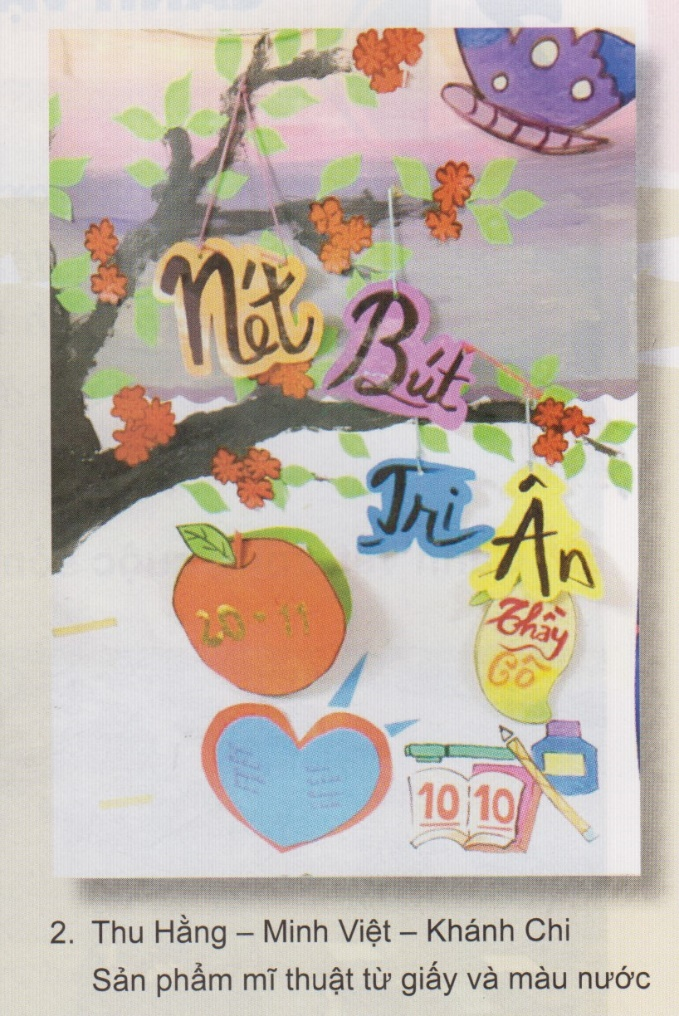 Nét
Bút
Tri
Ân
20-11
Thầy
Cô
10 10
2. Thu Hằng – Minh Việt – Khánh Chi
Sản phẩm mĩ thuật từ giấy và màu nước